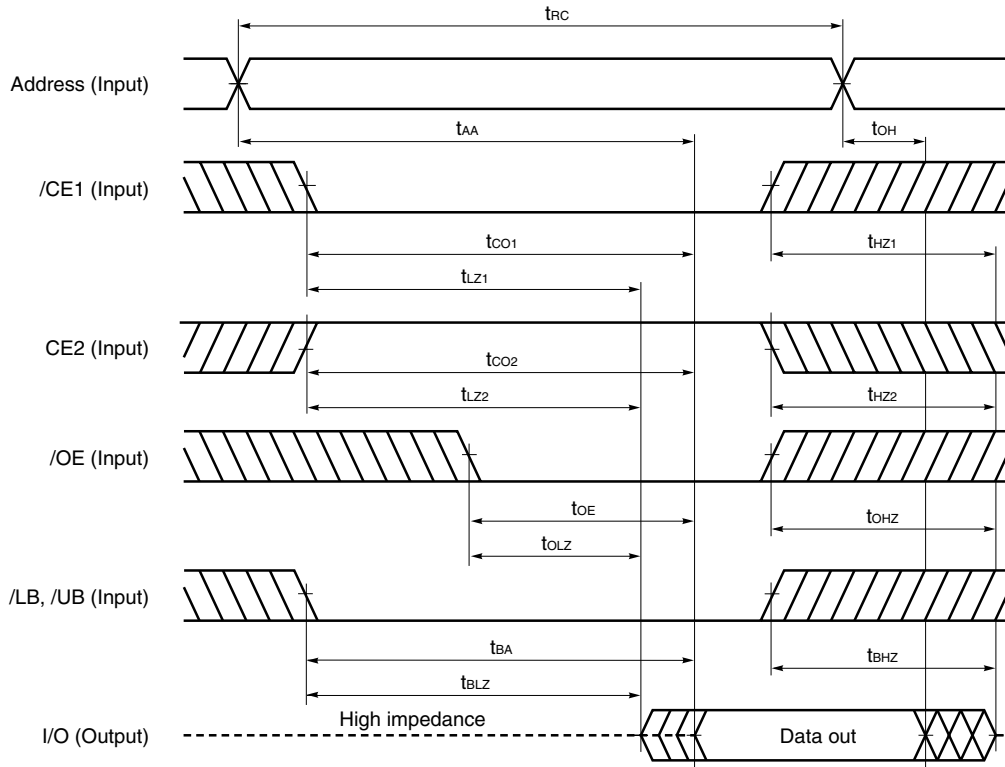 tRC
Address (Input)
tAA
tOH
/CE1 (Input)
tCO1
tHZ1
tLZ1
CE2 (Input)
tCO2
tLZ2
tHZ2
/OE (Input)
tOE
tOHZ
tOLZ
/LB, /UB (Input)
tBA
tBHZ
tBLZ
High impedance
I/O (Output)
Data out